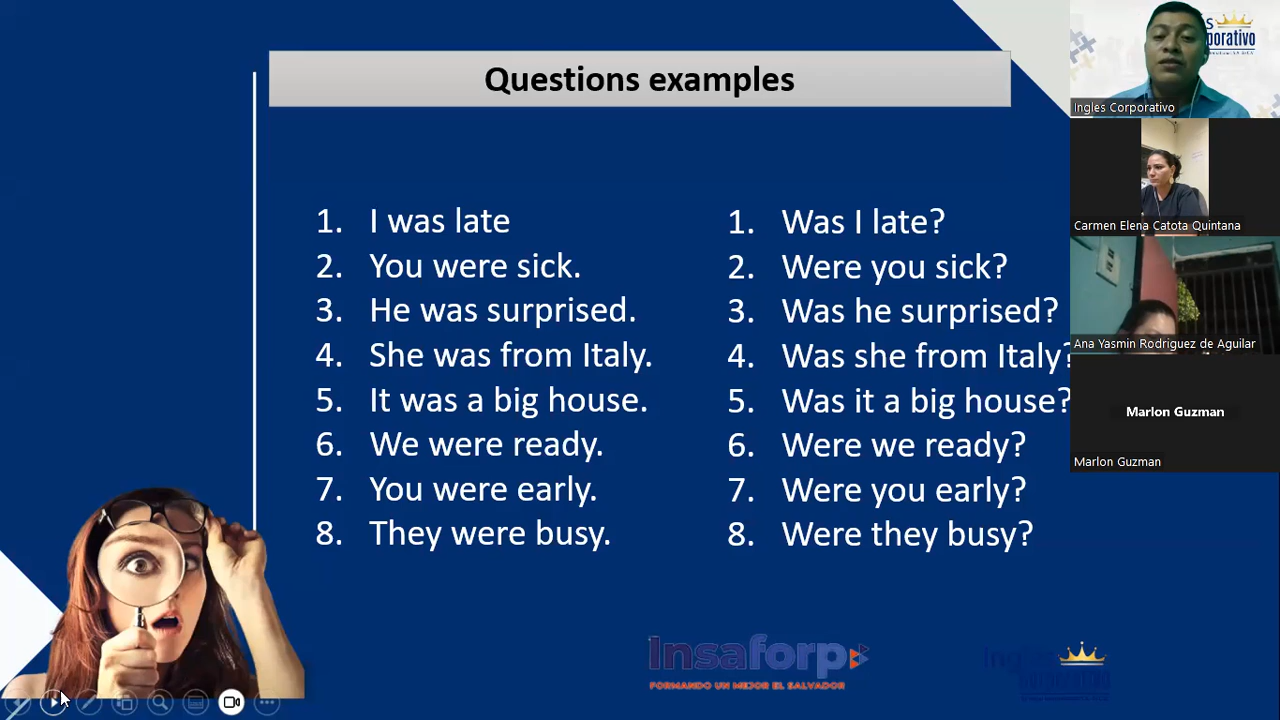 Questions examples
1. I was late
2. You were sick.
3. He was surprised.
4. She was from Italy.
5. It was a big house.
6. We were ready.
7. You were early.
8. They were busy.
1. Was I late?
2. Were you sick?
3. Was he surprised?
4. Was she from Italy?
5. Was it a big house?
6. Were we ready?
7. Were you early?
8. Were they busy?
Insaforp
FORMANDO UN MEJOR EL SALVADOR
Ingles
Corporativo
Ingles Corporativo
Carmen Elena Catota Quintana
Ana Yasmin Rodriguez de Aguilar
Marlon Guzman
Marlon Guzman